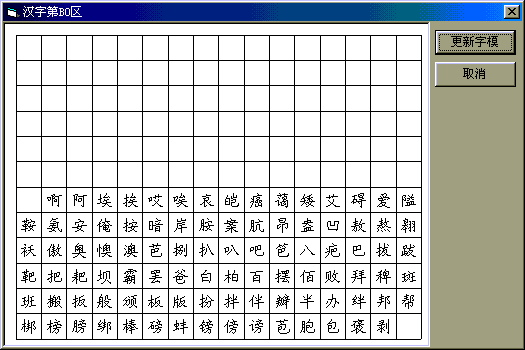 汉字第B0区
更新字模
取消
啊 阿 埃 挨 哎 唉 哀 皑 癌 蔼 矮 艾 碍 爱 隘
鞍 氨 安 俺 按 暗 岸 胺 案 肮 昂 盎 凹 敖 熬 翱
袄 傲 奥 懊 澳 芭 捌 扒 叭 吧 笆 八 疤 巴 拔 跋
靶 把 耙 坝 霸 罢 爸 白 柏 百 摆 佰 败 拜 稗 斑
班 搬 扳 般 颁 板 版 扮 拌 伴 瓣 半 办 绊 邦 帮
梆 榜 膀 绑 棒 磅 蚌 镑 傍 谤 苞 胞 包 褒 剥